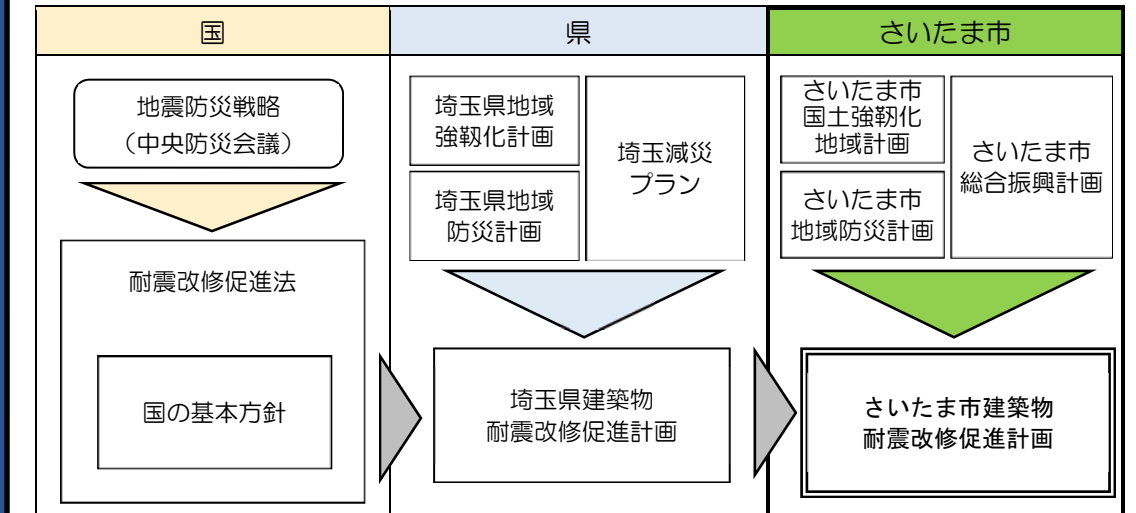 国
県
さいたま市
地震防災戦略
（中央防災会議）
耐震改修促進法
国の基本方針
埼玉県地域
強靱化計画
埼玉県地域
防災計画
埼玉減災
プラン
埼玉県建築物
耐震改修促進計画
さいたま市
国土強靱化
地域計画
さいたま市
地域防災計画
さいたま市
総合振興計画
さいたま市建築物
耐震改修促進計画